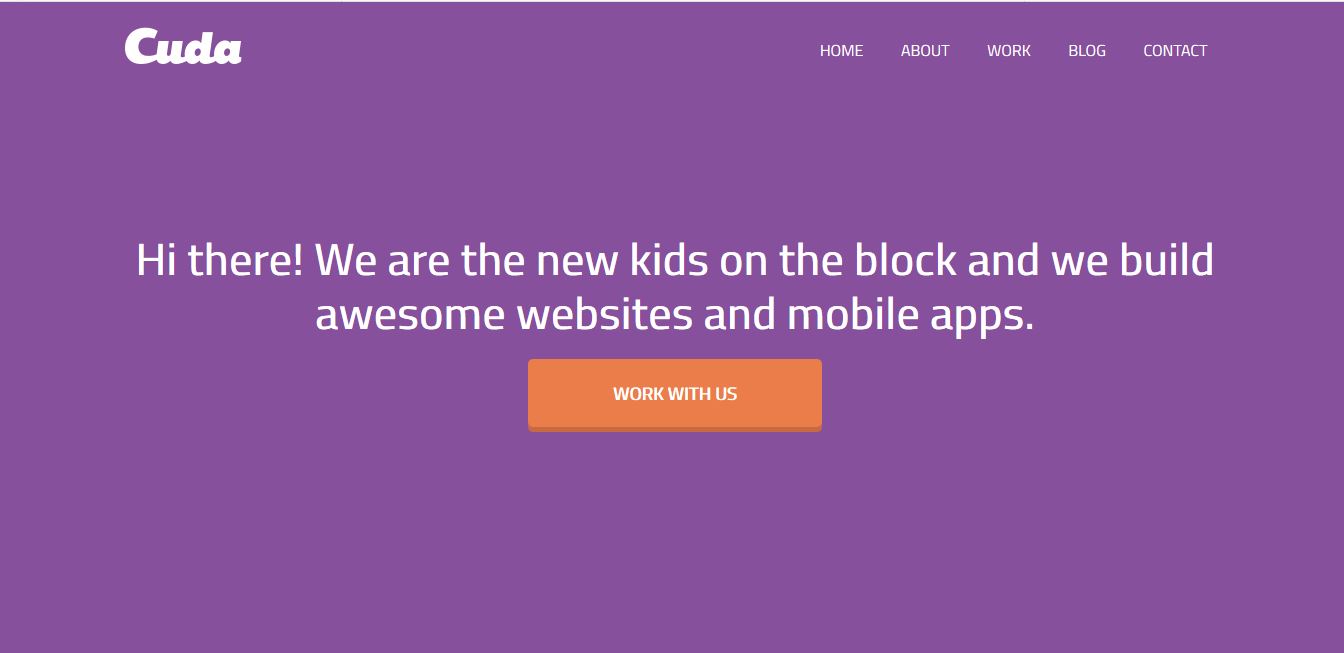 Cuda
HOME ABOUT WORK BLOG CONTACT
Hi there! We are the new kids on the block and we build
awesome websites and mobile apps.
WORK WITH US